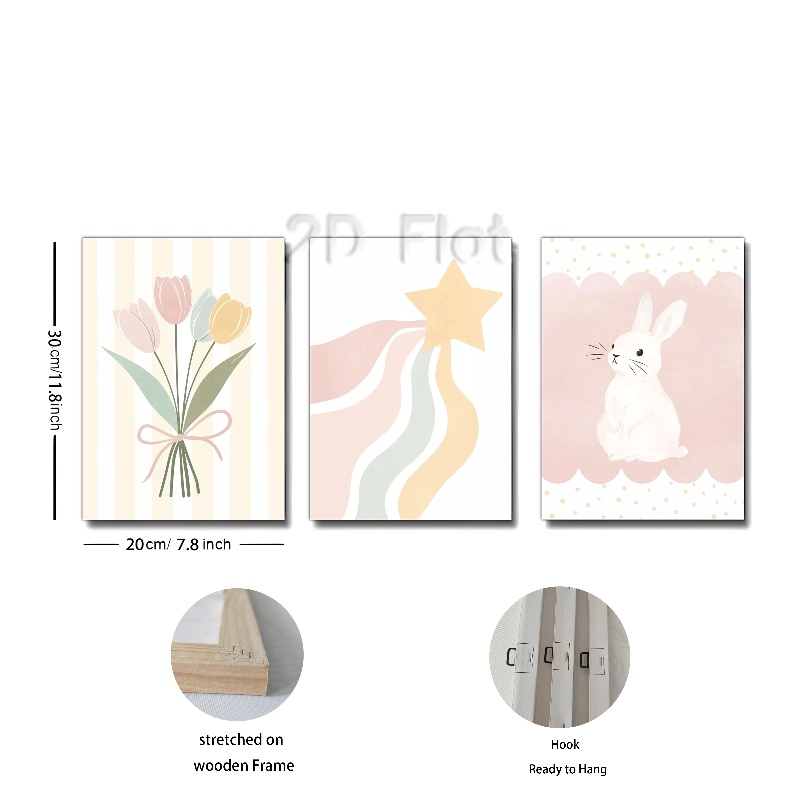 2D Flat
30cm/11.8inch
20cm/ 7.8 inch
stretched on
wooden Frame
Hook
Ready to Hang